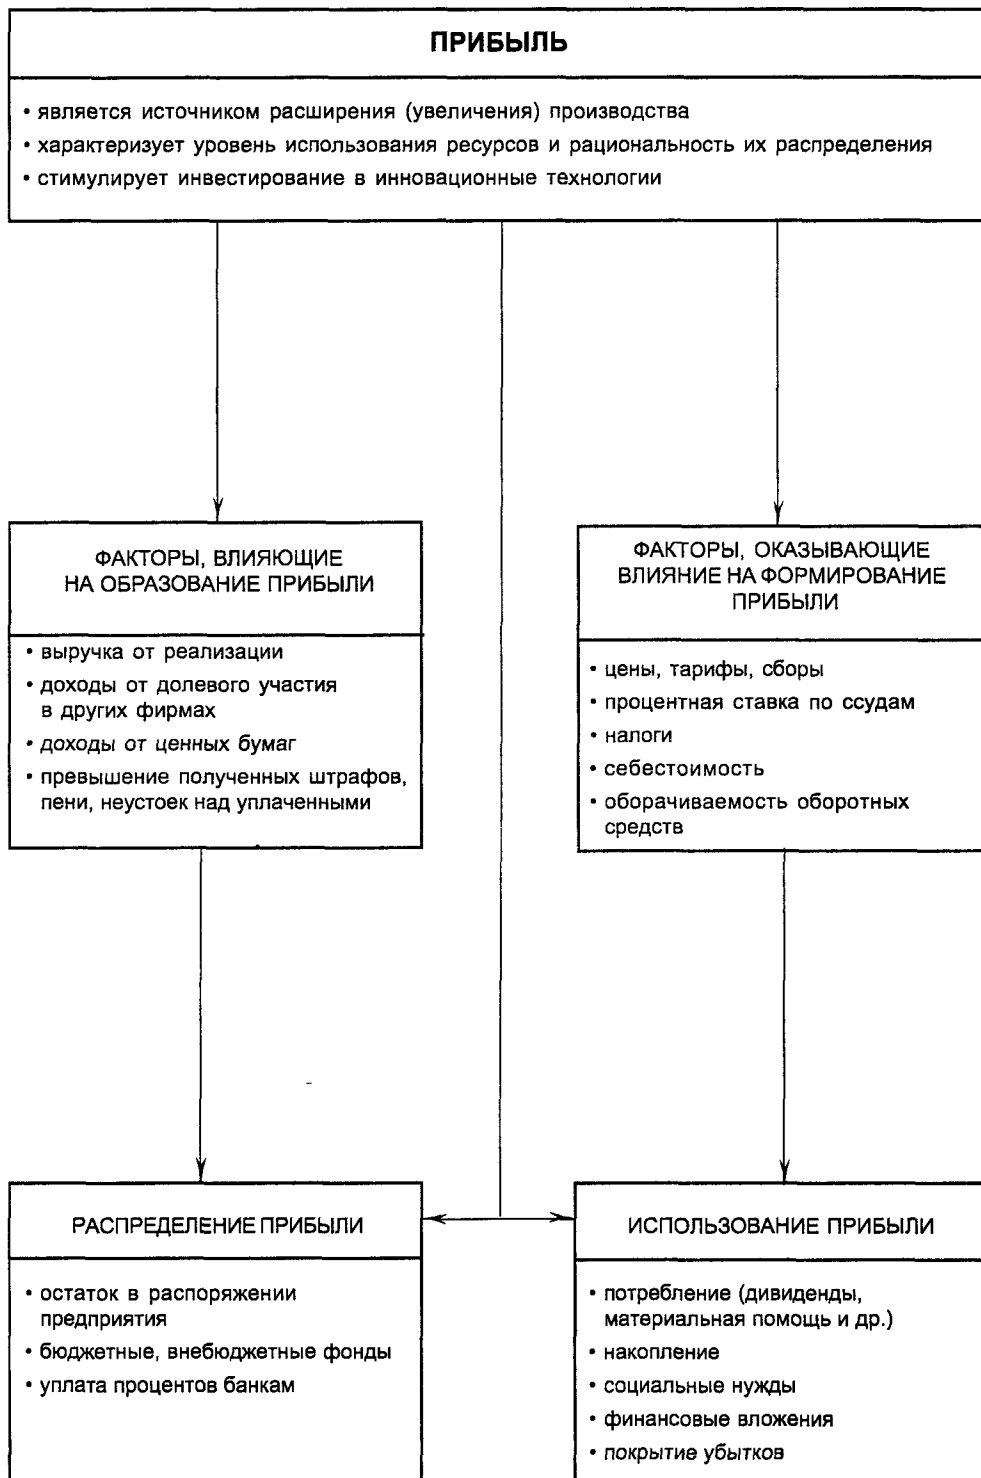 ПРИБЫЛЬ
• является источником расширения (увеличения) производства
• характеризует уровень использования ресурсов и рациональность их распределения
• стимулирует инвестирование в инновационные технологии
ФАКТОРЫ, ВЛИЯЮЩИЕ
НА ОБРАЗОВАНИЕ ПРИБЫЛИ
• выручка от реализации
• доходы от долевого участия
в других фирмах
• доходы от ценных бумаг
• превышение полученных штрафов,
пени, неустоек над уплаченными
ФАКТОРЫ, ОКАЗЫВАЮЩИЕ
ВЛИЯНИЕ НА ФОРМИРОВАНИЕ
ПРИБЫЛИ
• цены, тарифы, сборы
• процентная ставка по ссудам
• налоги
• себестоимость
• оборачиваемость оборотных
средств
РАСПРЕДЕЛЕНИЕ ПРИБЫЛИ
• остаток в распоряжении
предприятия
• бюджетные, внебюджетные фонды
• уплата процентов банкам
ИСПОЛЬЗОВАНИЕ ПРИБЫЛИ
• потребление (дивиденды,
материальная помощь и др.)
• накопление
• социальные нужды
• финансовые вложения
• покрытие убытков